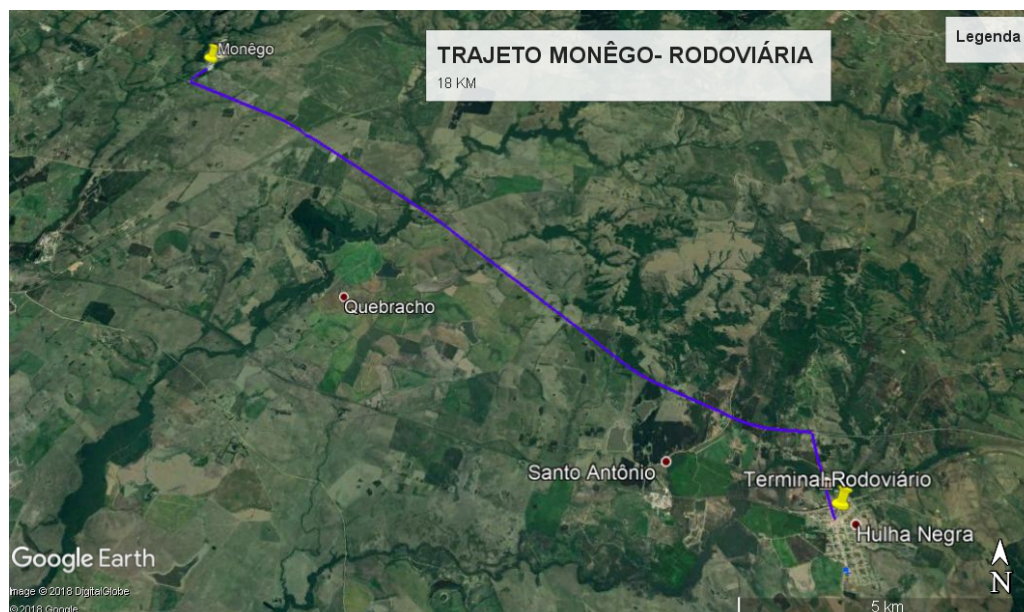 Monêgo
TRAJETO MONÊGO- RODOVIÁRIA
18 KM
Legenda
Quebracho
Santo Antônio
Terminal Rodoviário
Hulha Negra
Google Earth
N
Image © 2018 DigitalGlobe
© 2018 Google
5 km